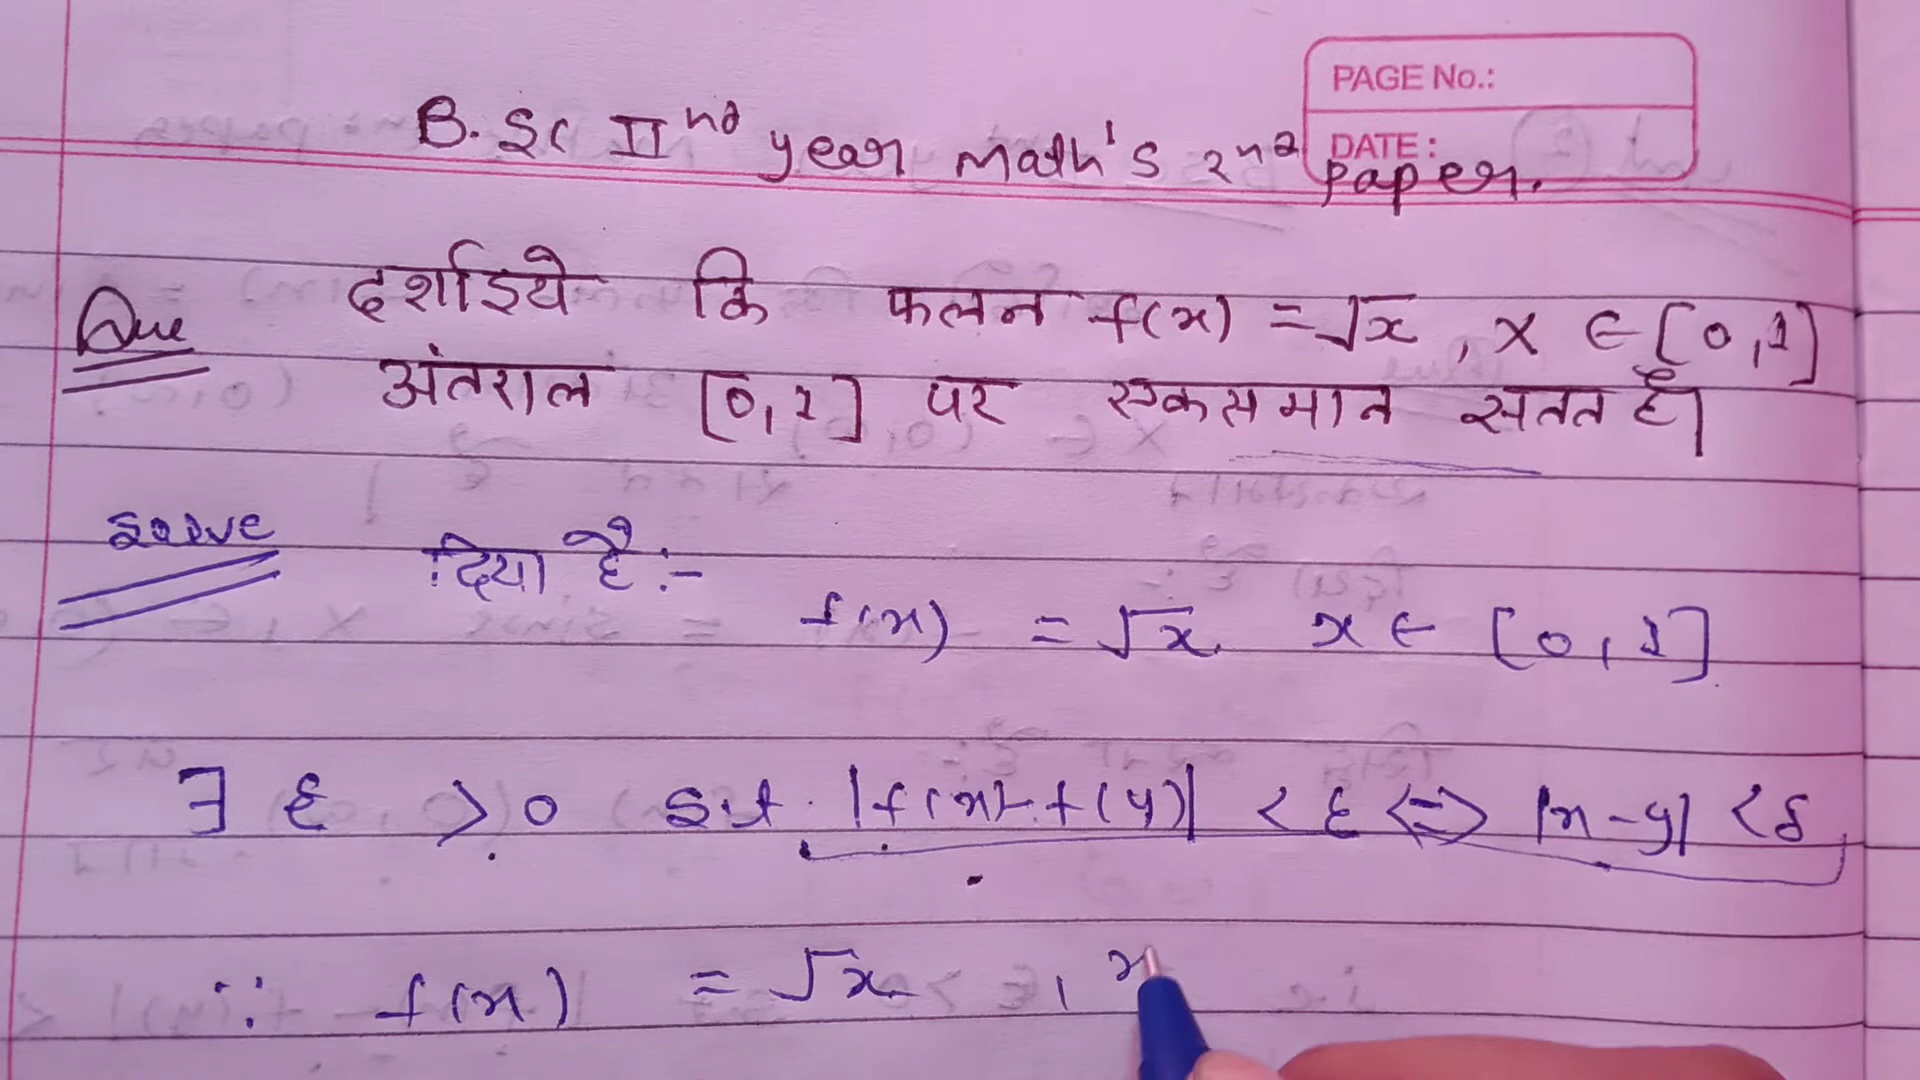 PAGE No.:
DATE:
B. Sc IInd year math's 2nd paper.
Que दर्शाइये कि फलन f(x) = √x , x ∈ [0,1]
अंतराल [0,1] पर एकसमान सतत है।
Solve दिया है :-
f(x) = √x. x ∈ [0,1]
∃ ε > 0 s.t. |f(x) - f(y)| < ε <=> |x-y| < δ
∵ f(x) = √x , x